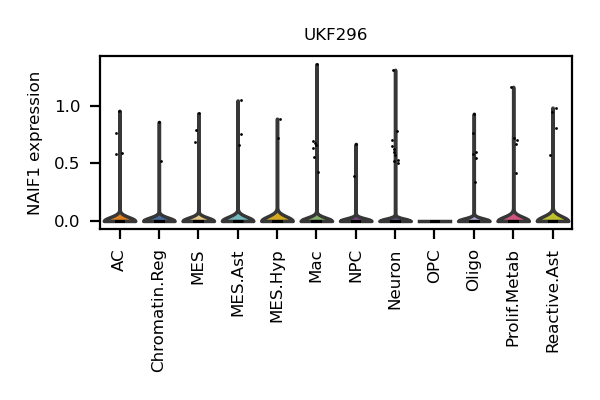 UKF296
NAIF1 expression
1.0
0.5
0.0
AC
Chromatin.Reg
MES
MES.Ast
MES.Hyp
Mac
NPC
Neuron
OPC
Oligo
Prolif.Metab
Reactive.Ast